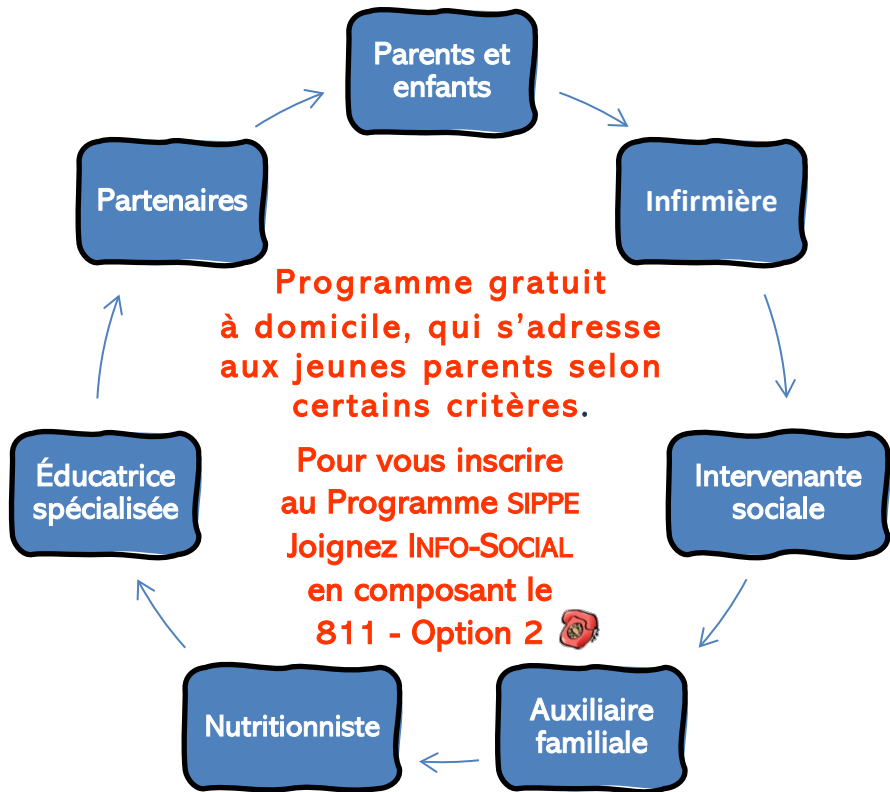 Parents et
enfants
Infirmière
Intervenante
sociale
Auxiliaire
familiale
Nutritionniste
Éducatrice
spécialisée
Partenaires
Programme gratuit
à domicile, qui s’adresse
aux jeunes parents selon
certains critères.
Pour vous inscrire
au Programme SIPPE
Joignez INFO-SOCIAL
en composant le
811 - Option 2